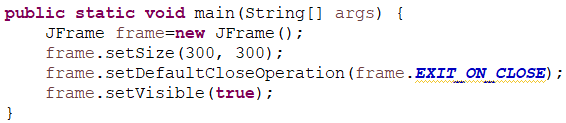 public static void main(String[] args) {
    JFrame frame=new JFrame();
    frame.setSize(300, 300);
    frame.setDefaultCloseOperation(frame.EXIT_ON_CLOSE);
    frame.setVisible(true);
}